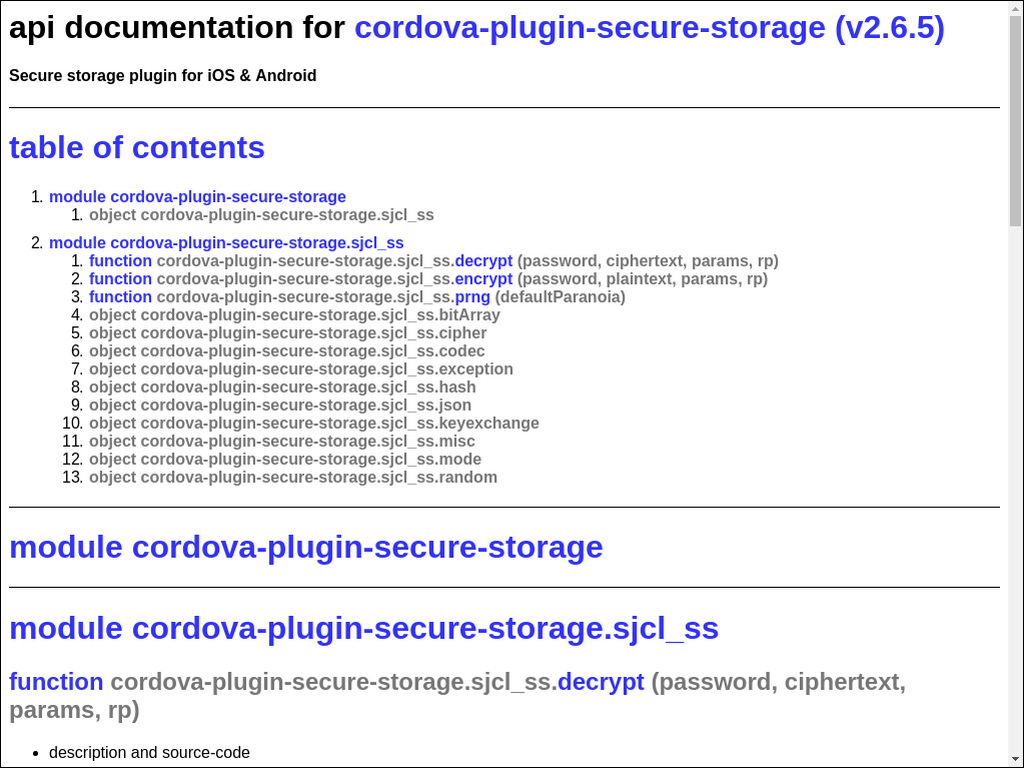 api documentation for cordova-plugin-secure-storage (v2.6.5)
Secure storage plugin for iOS & Android
table of contents
1. module cordova-plugin-secure-storage
1. object cordova-plugin-secure-storage.sjcl_ss
2. module cordova-plugin-secure-storage.sjcl_ss
1. function cordova-plugin-secure-storage.sjcl_ss.decrypt (password, ciphertext, params, rp)
2. function cordova-plugin-secure-storage.sjcl_ss.encrypt (password, plaintext, params, rp)
3. function cordova-plugin-secure-storage.sjcl_ss.prng (defaultParanoia)
4. object cordova-plugin-secure-storage.sjcl_ss.bitArray
5. object cordova-plugin-secure-storage.sjcl_ss.cipher
6. object cordova-plugin-secure-storage.sjcl_ss.codec
7. object cordova-plugin-secure-storage.sjcl_ss.exception
8. object cordova-plugin-secure-storage.sjcl_ss.hash
9. object cordova-plugin-secure-storage.sjcl_ss.json
10. object cordova-plugin-secure-storage.sjcl_ss.keyexchange
11. object cordova-plugin-secure-storage.sjcl_ss.misc
12. object cordova-plugin-secure-storage.sjcl_ss.mode
13. object cordova-plugin-secure-storage.sjcl_ss.random
module cordova-plugin-secure-storage
module cordova-plugin-secure-storage.sjcl_ss
function cordova-plugin-secure-storage.sjcl_ss.decrypt (password, ciphertext,
params, rp)
• description and source-code